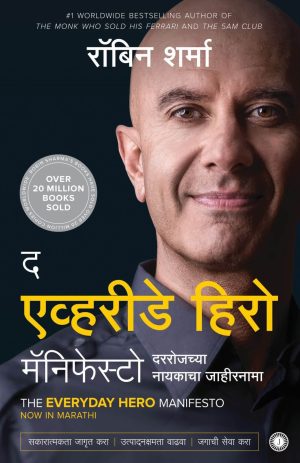 #1 WORLDWIDE BESTSELLING AUTHOR OF
THE MONK WHO SOLD HIS FERRARI AND THE 5AM CLUB
रॉबिन शर्मा
OVER
20 MILLION
BOOKS
SOLD
द
एव्हरीडे हिरो
मॅनिफेस्टो
दररोजच्या
नायकाचा जाहीरनामा
THE EVERYDAY HERO MANIFESTO
NOW IN MARATHI
सकारात्मकता जागृत करा | उत्पादनक्षमता वाढवा | जगाची सेवा करा